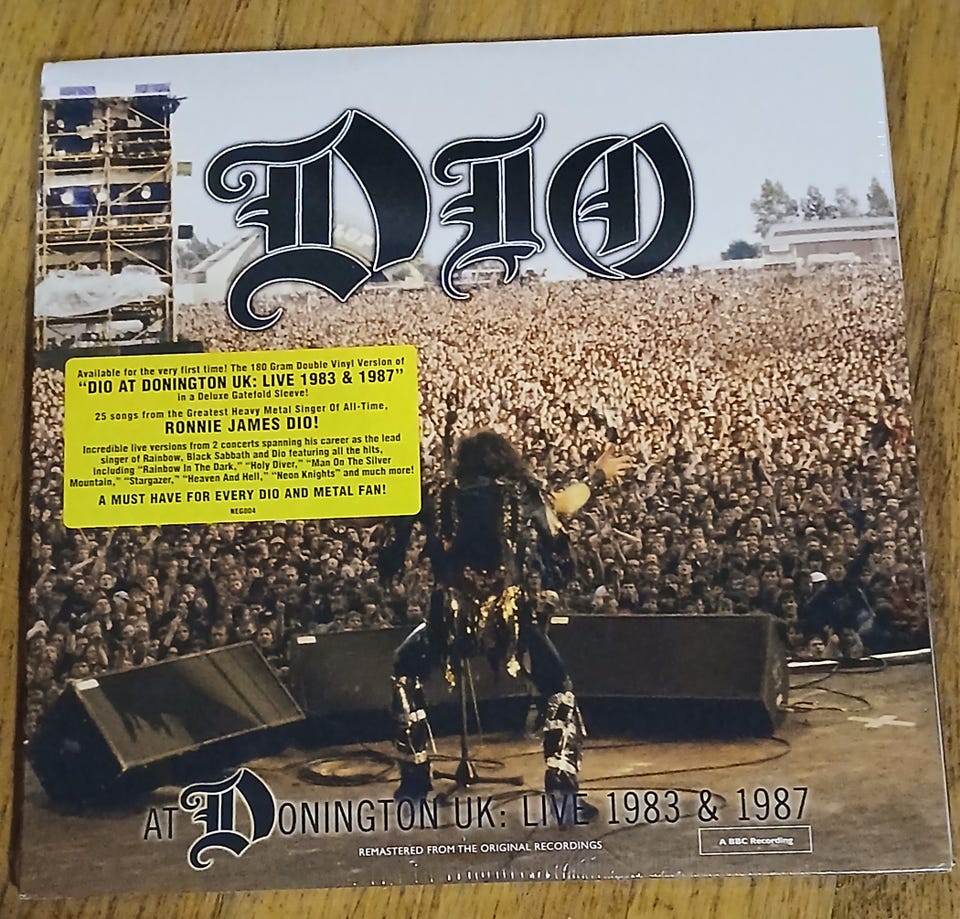 DIO
Available for the very first time! The 180 Gram Double Vinyl Version of
"DIO AT DONINGTON UK: LIVE 1983 & 1987"
in a Deluxe Gatefold Sleeve!
25 songs from the Greatest Heavy Metal Singer Of All-Time,
RONNIE JAMES DIO!
Incredible live versions from 2 concerts spanning his career as the lead
singer of Rainbow, Black Sabbath and Dio featuring all the hits,
including "Rainbow In The Dark," "Holy Diver," "Man On The Silver
Mountain," "Stargazer," "Heaven And Hell," "Neon Knights" and much more!
A MUST HAVE FOR EVERY DIO AND METAL FAN!
NEG004
AT DONINGTON UK: LIVE 1983 & 1987
REMASTERED FROM THE ORIGINAL RECORDINGS
A BBC Recording